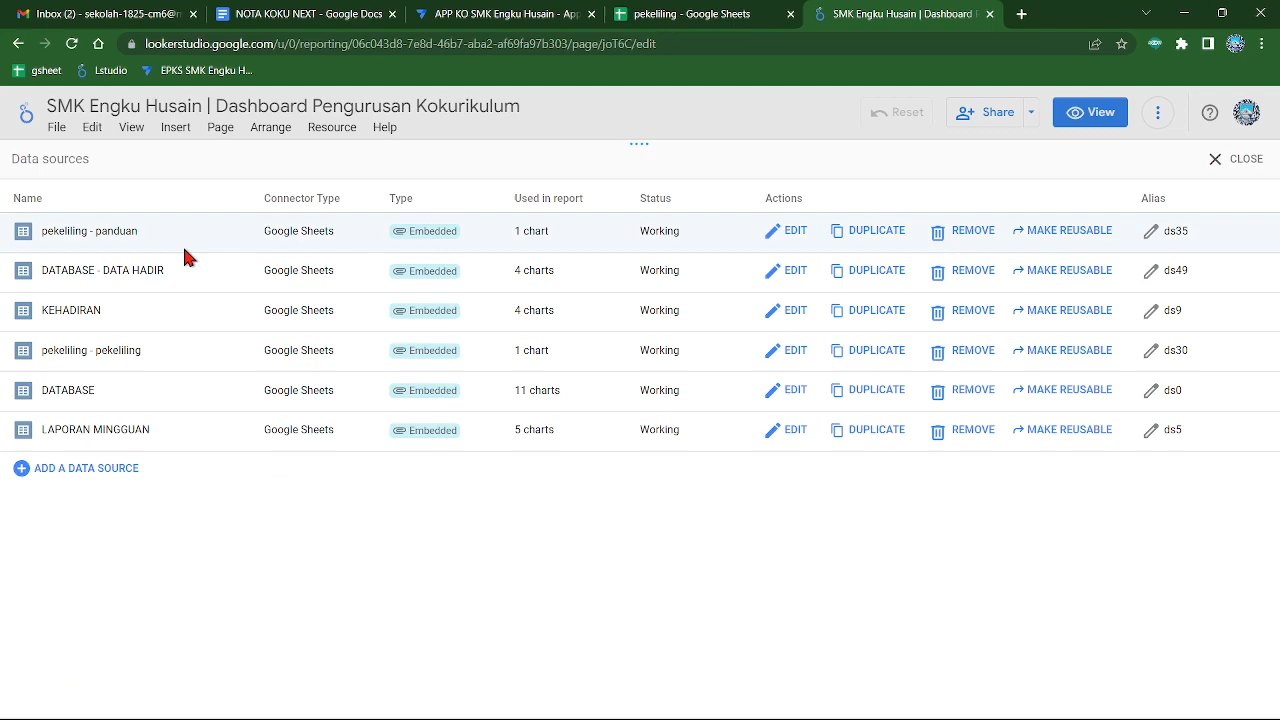 Inbox (2) - sekolah-1825-cm6@m
NOTA KOKU NEXT - Google Docs
APP KO SMK Engku Husain - App
pekeliling - Google Sheets
SMK Engku Husain | Dashboard
lookerstudio.google.com/u/0/reporting/06c043d8-7e8d-46b7-aba2-af69fa97b303/page/joT6C/edit
gsheet
Lstudio
EPKS SMK Engku H...
SMK Engku Husain | Dashboard Pengurusan Kokurikulum
File Edit View Insert Page Arrange Resource Help
Reset
Share
View
Data sources
CLOSE
Name Connector Type Type Used in report Status Actions Alias
pekeliling - panduan Google Sheets Embedded 1 chart Working EDIT DUPLICATE REMOVE MAKE REUSABLE ds35
DATABASE - DATA HADIR Google Sheets Embedded 4 charts Working EDIT DUPLICATE REMOVE MAKE REUSABLE ds49
KEHADIRAN Google Sheets Embedded 4 charts Working EDIT DUPLICATE REMOVE MAKE REUSABLE ds9
pekeliling - pekeliling Google Sheets Embedded 1 chart Working EDIT DUPLICATE REMOVE MAKE REUSABLE ds30
DATABASE Google Sheets Embedded 11 charts Working EDIT DUPLICATE REMOVE MAKE REUSABLE ds0
LAPORAN MINGGUAN Google Sheets Embedded 5 charts Working EDIT DUPLICATE REMOVE MAKE REUSABLE ds5
ADD A DATA SOURCE